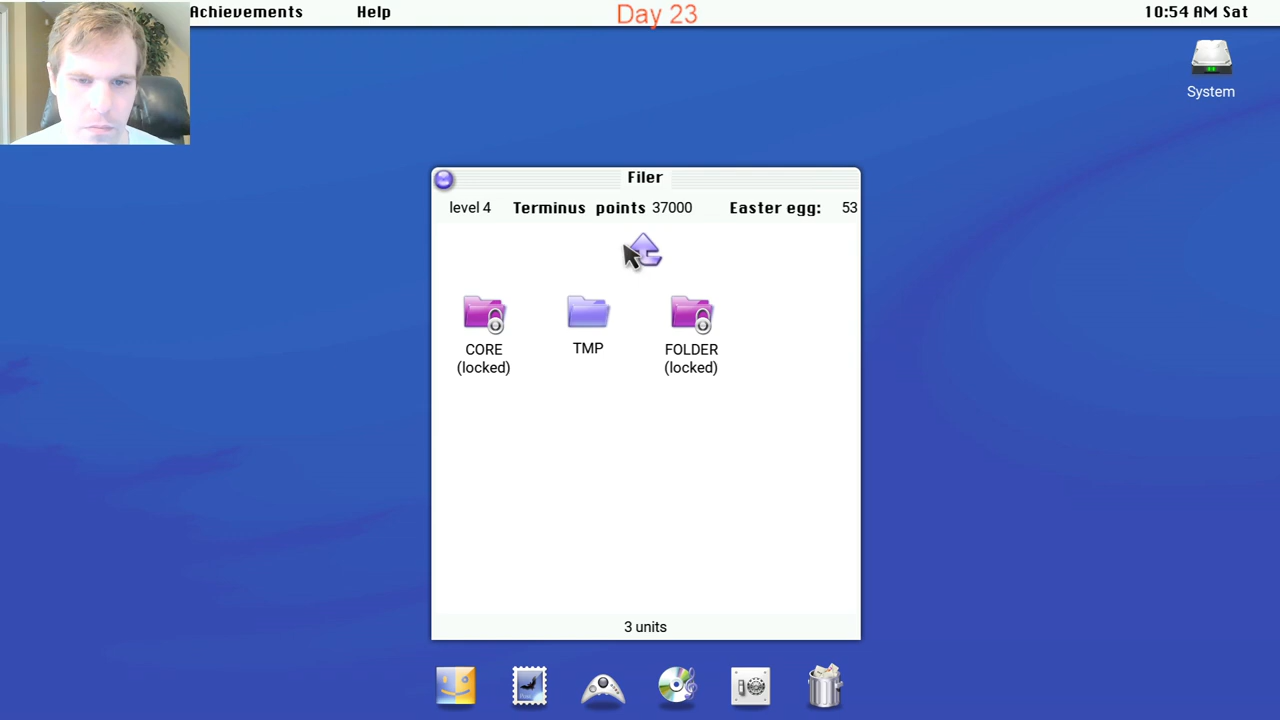 Achievements Help Day 23 10:54 AM Sat
System
Filer
level 4 Terminus points 37000 Easter egg: 53
CORE TMP FOLDER
(locked) (locked)
3 units